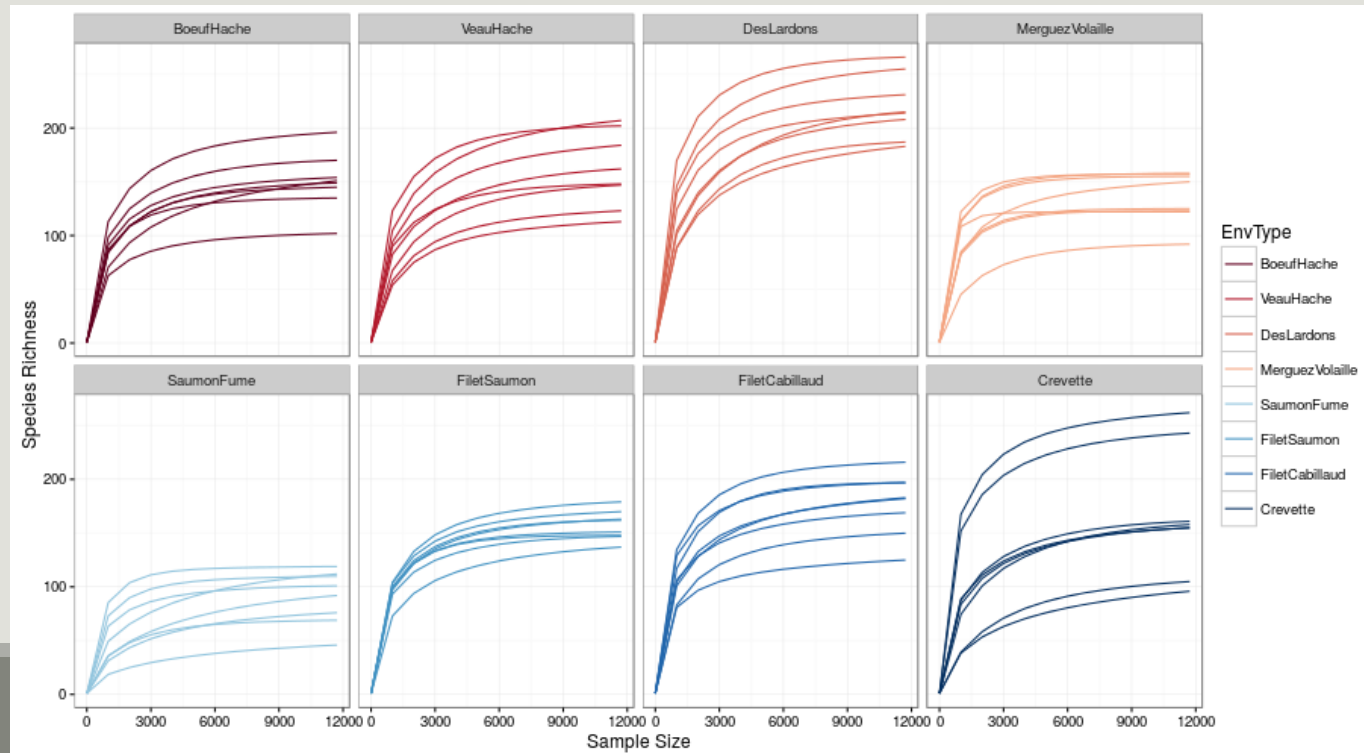 BoeufHache VeauHache DesLardons MerguezVolaille
200
100
0
SaumonFume FiletSaumon FiletCabillaud Crevette
200
100
0
0 3000 6000 9000 12000 0 3000 6000 9000 12000 0 3000 6000 9000 12000 0 3000 6000 9000 12000
Sample Size
Species Richness
EnvType
BoeufHache
VeauHache
DesLardons
MerguezVolaille
SaumonFume
FiletSaumon
FiletCabillaud
Crevette